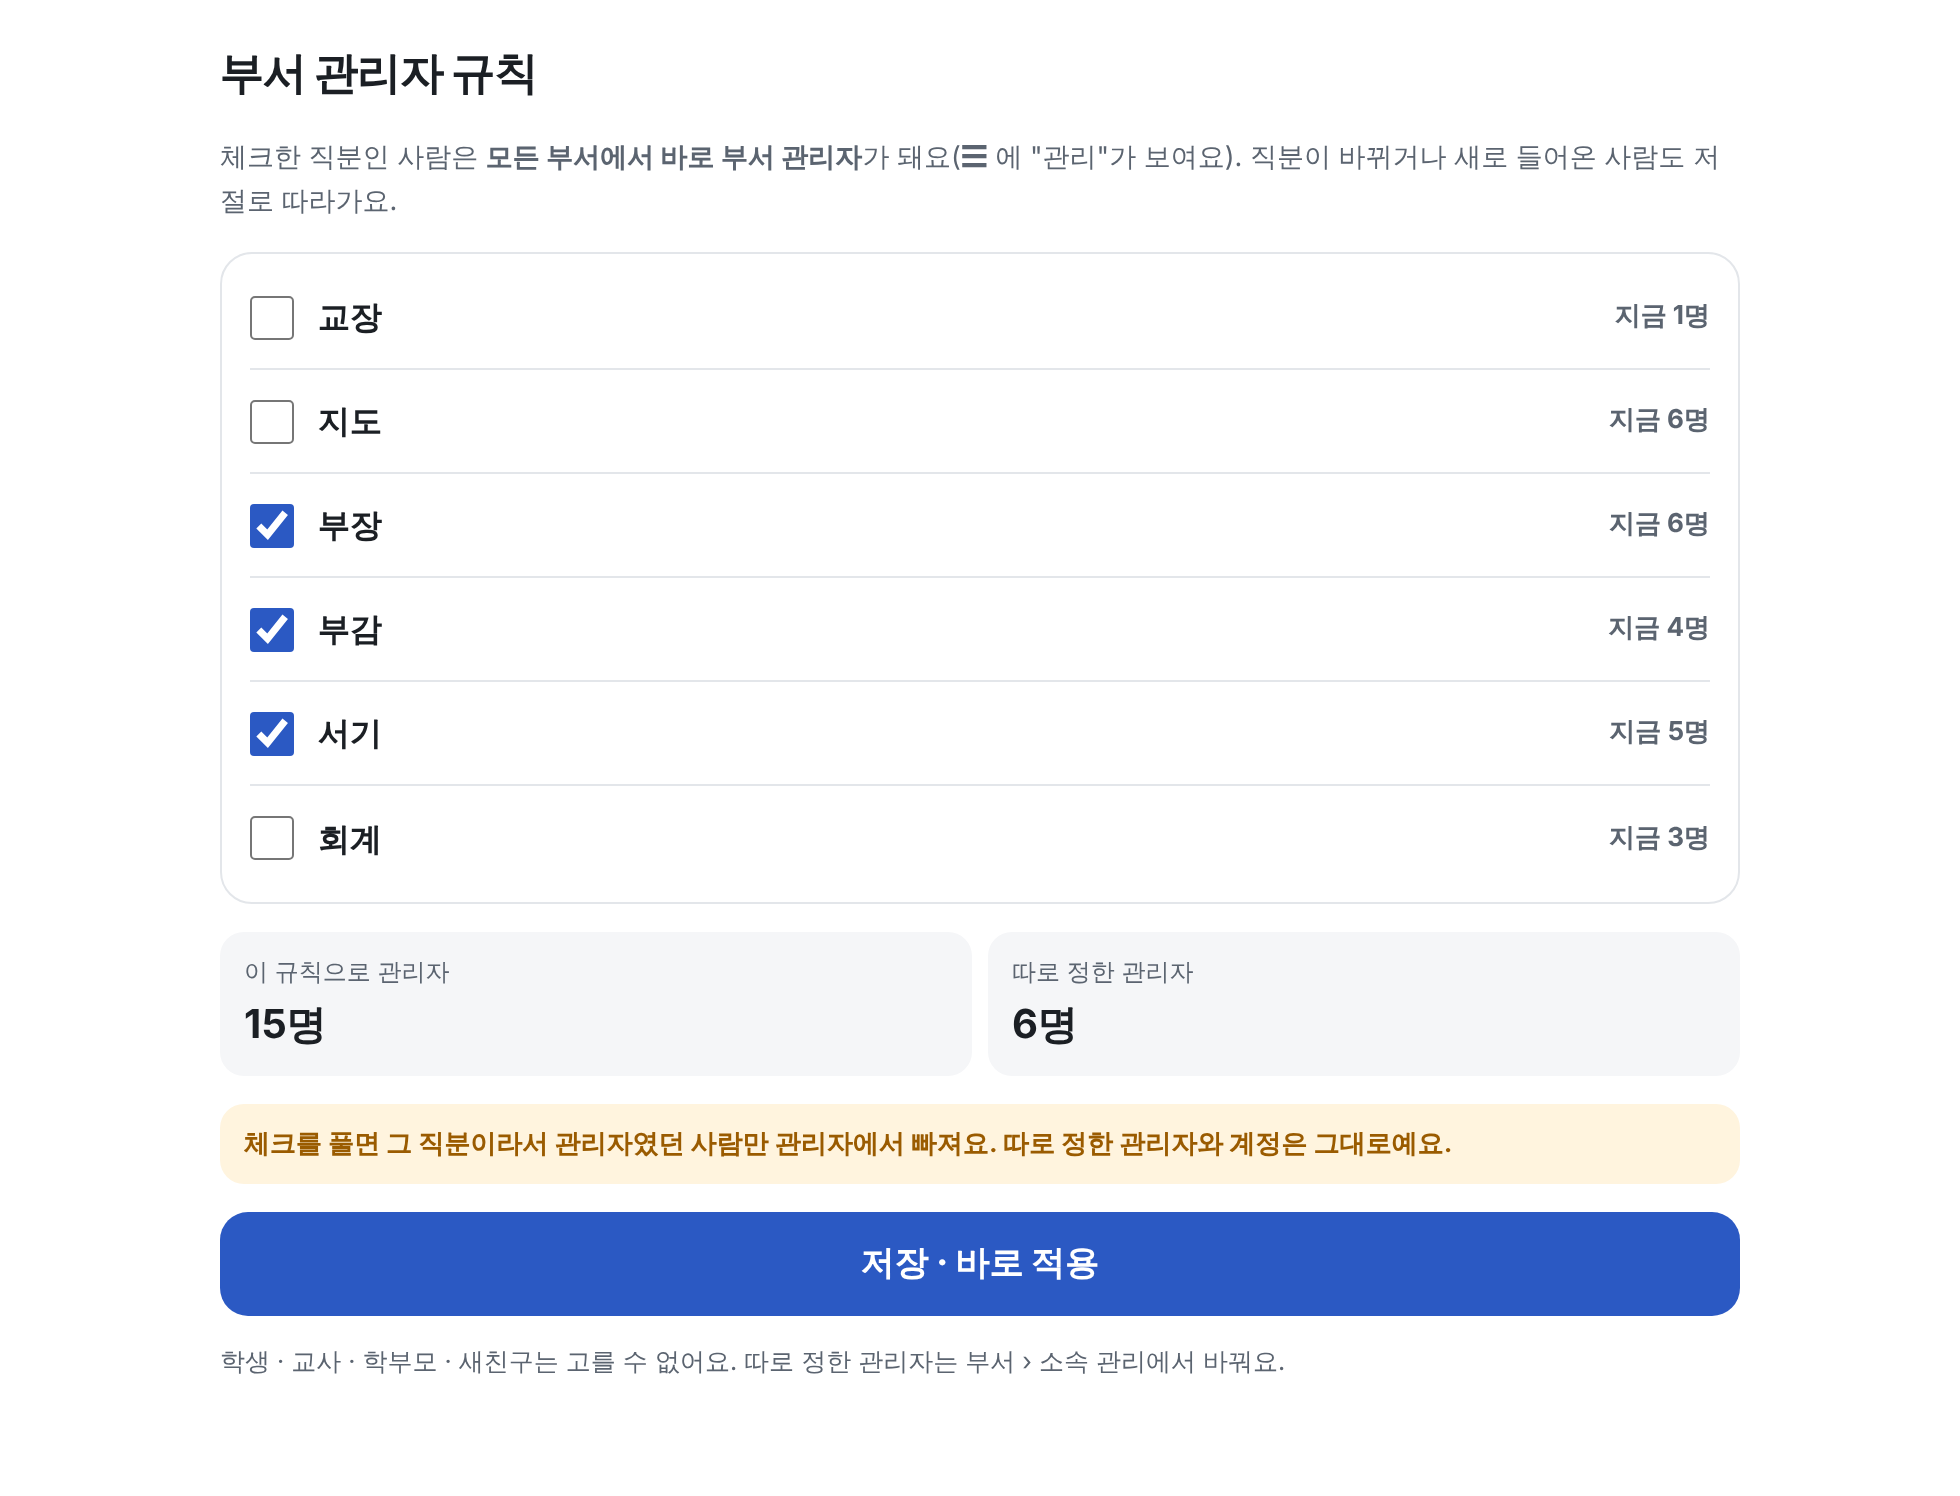 부서 관리자 규칙
체크한 직분인 사람은 모든 부서에서 바로 부서 관리자가 돼요(☰ 에 "관리"가 보여요). 직분이 바뀌거나 새로 들어온 사람도 저
절로 따라가요.
교장 지금 1명
지도 지금 6명
부장 지금 6명
부감 지금 4명
서기 지금 5명
회계 지금 3명
이 규칙으로 관리자 따로 정한 관리자
15명 6명
체크를 풀면 그 직분이라서 관리자였던 사람만 관리자에서 빠져요. 따로 정한 관리자와 계정은 그대로예요.
저장 · 바로 적용
학생 · 교사 · 학부모 · 새친구는 고를 수 없어요. 따로 정한 관리자는 부서 › 소속 관리에서 바꿔요.